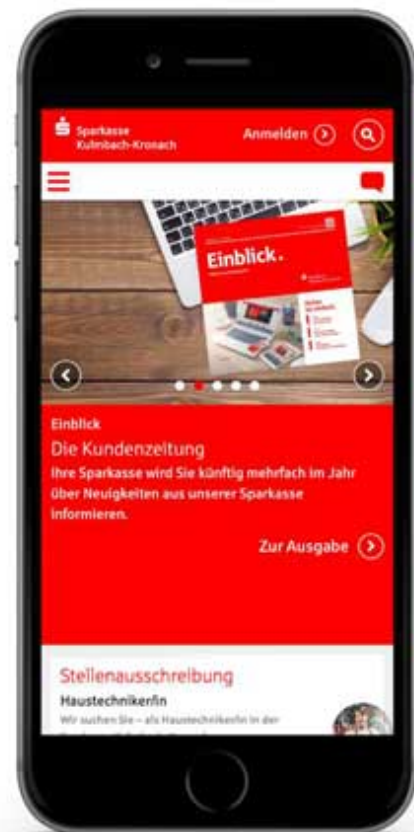 Sparkasse
Kulmbach-Kronach
Anmelden
Einblick.
Einblick
Die Kundenzeitung
Ihre Sparkasse wird Sie künftig mehrfach im Jahr
über Neuigkeiten aus unserer Sparkasse
informieren.
Zur Ausgabe
Stellenausschreibung
Haustechniker/in
Wir suchen Sie – als Haustechniker/in in der